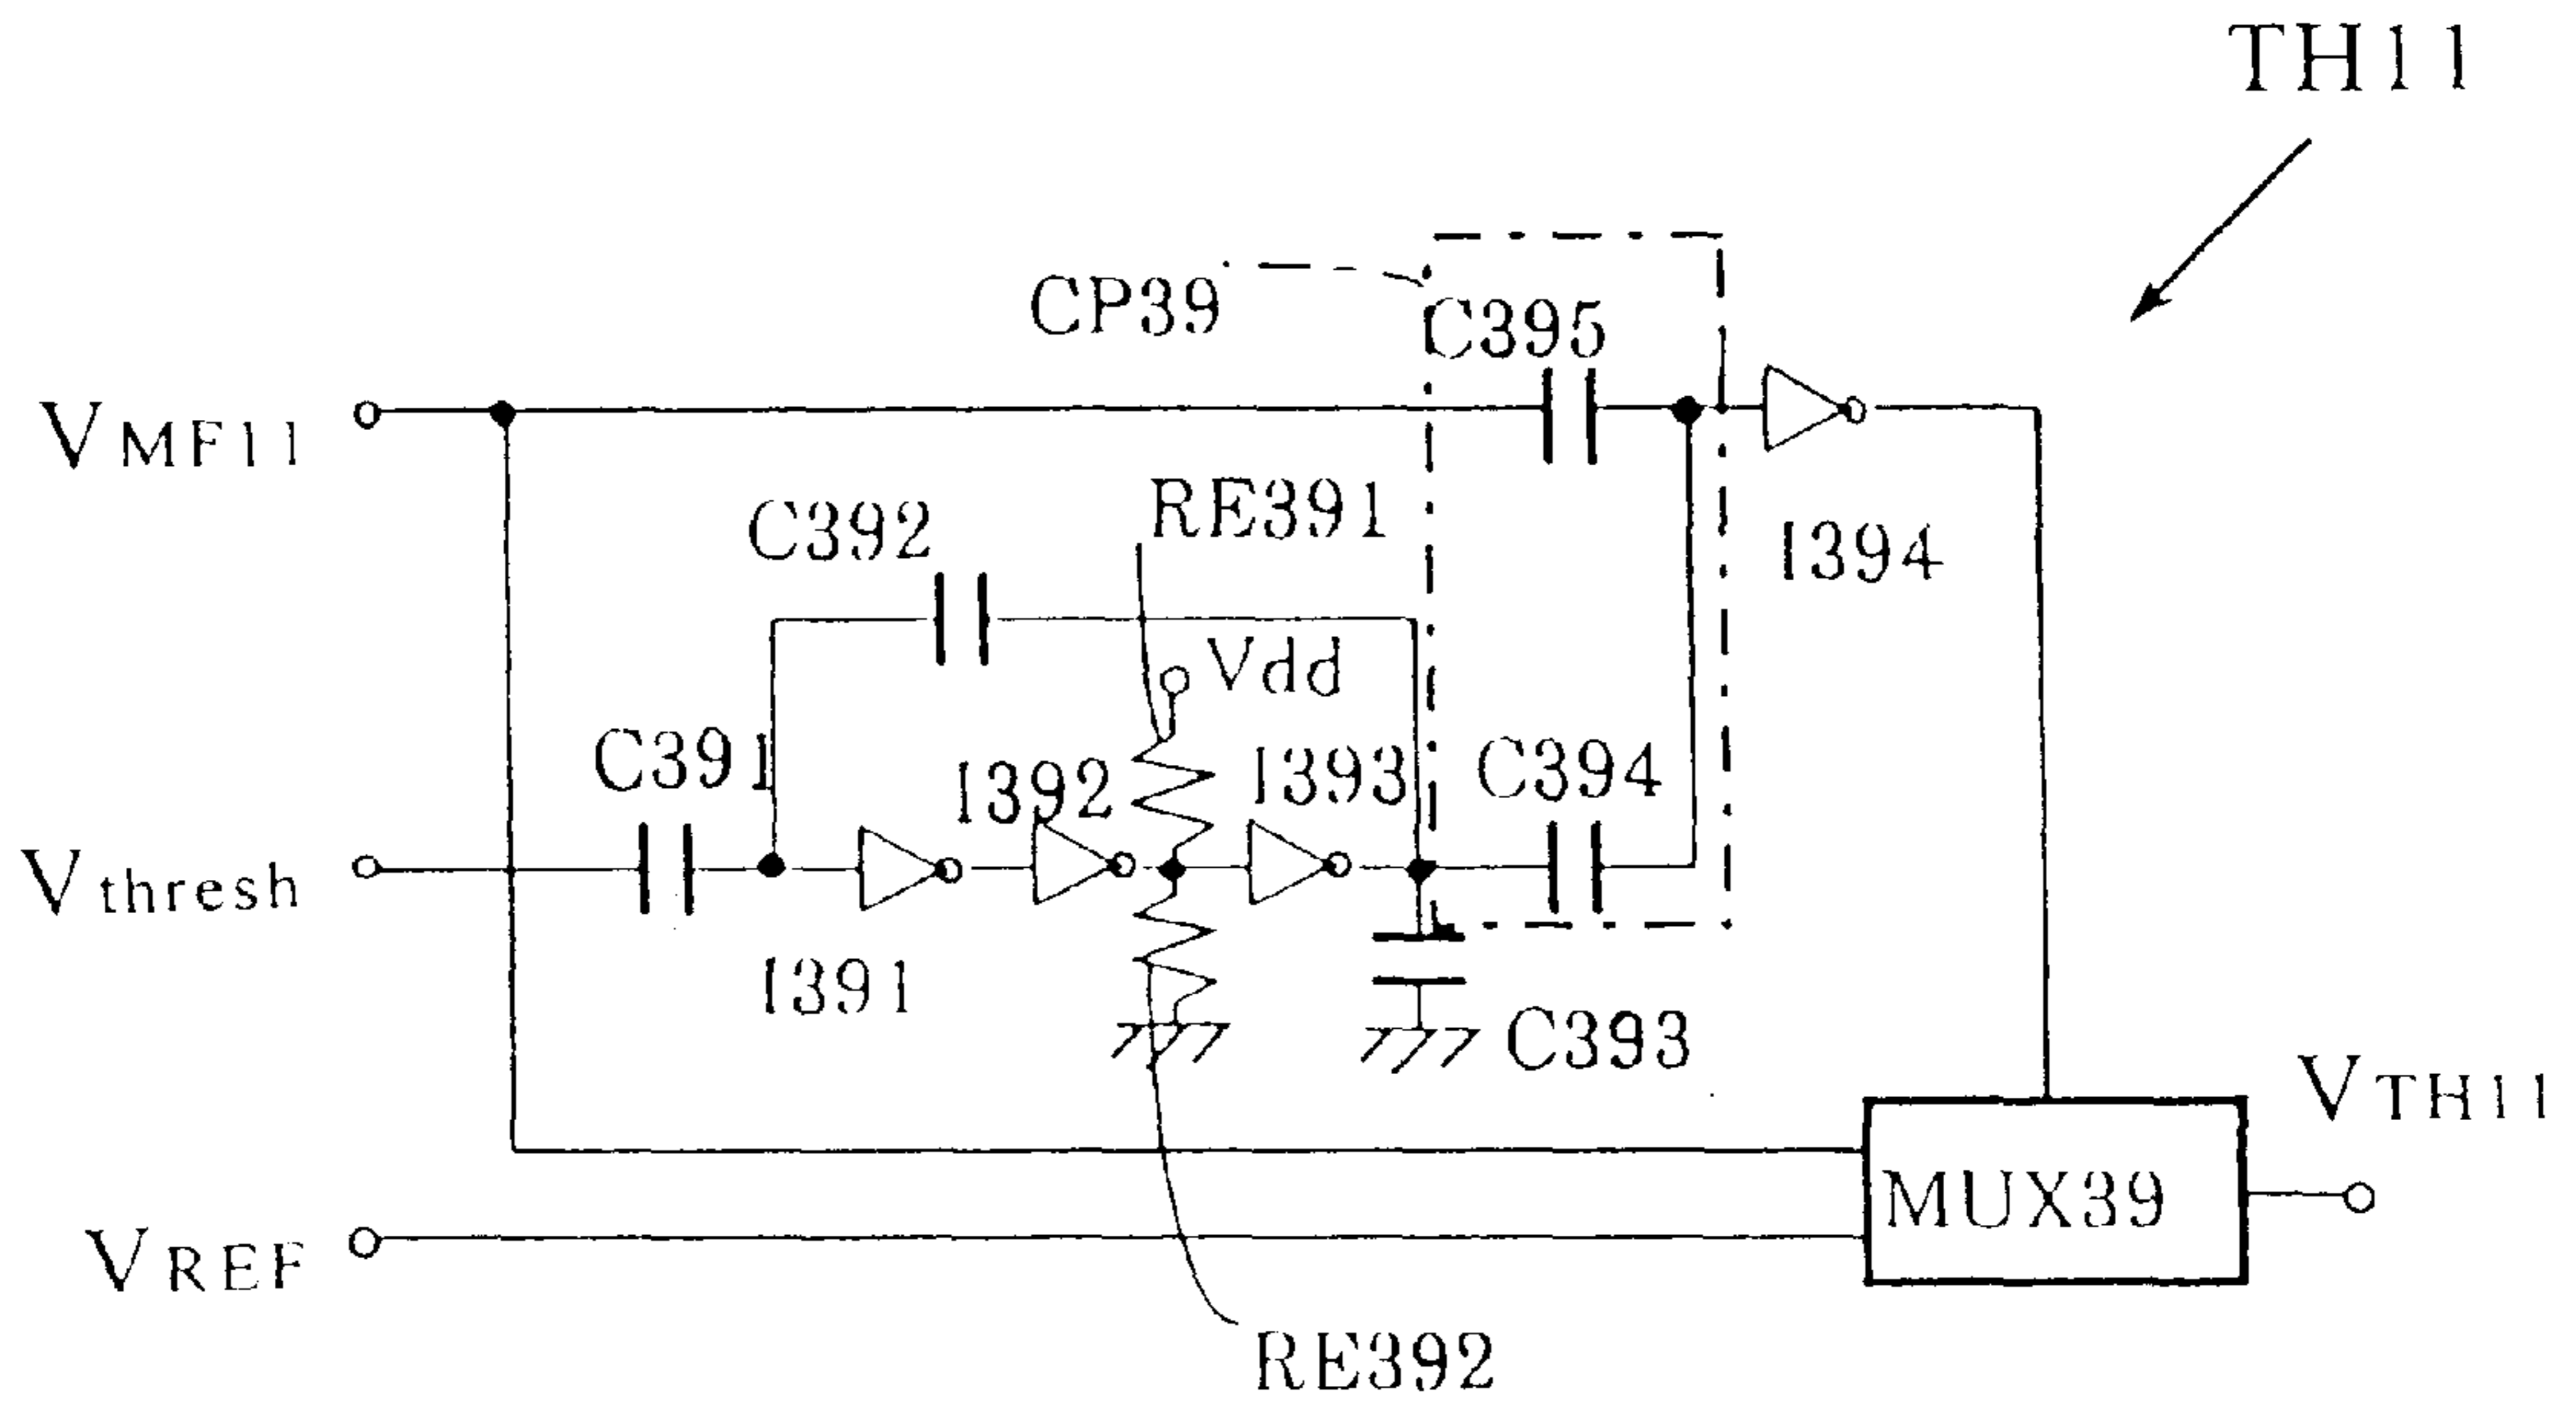 TH11
CP39
C395
VMF11
RE391
C392
I394
Vdd
C391
I392
I393
C394
Vthresh
I391
C393
VTH11
MUX39
VREF
RE392